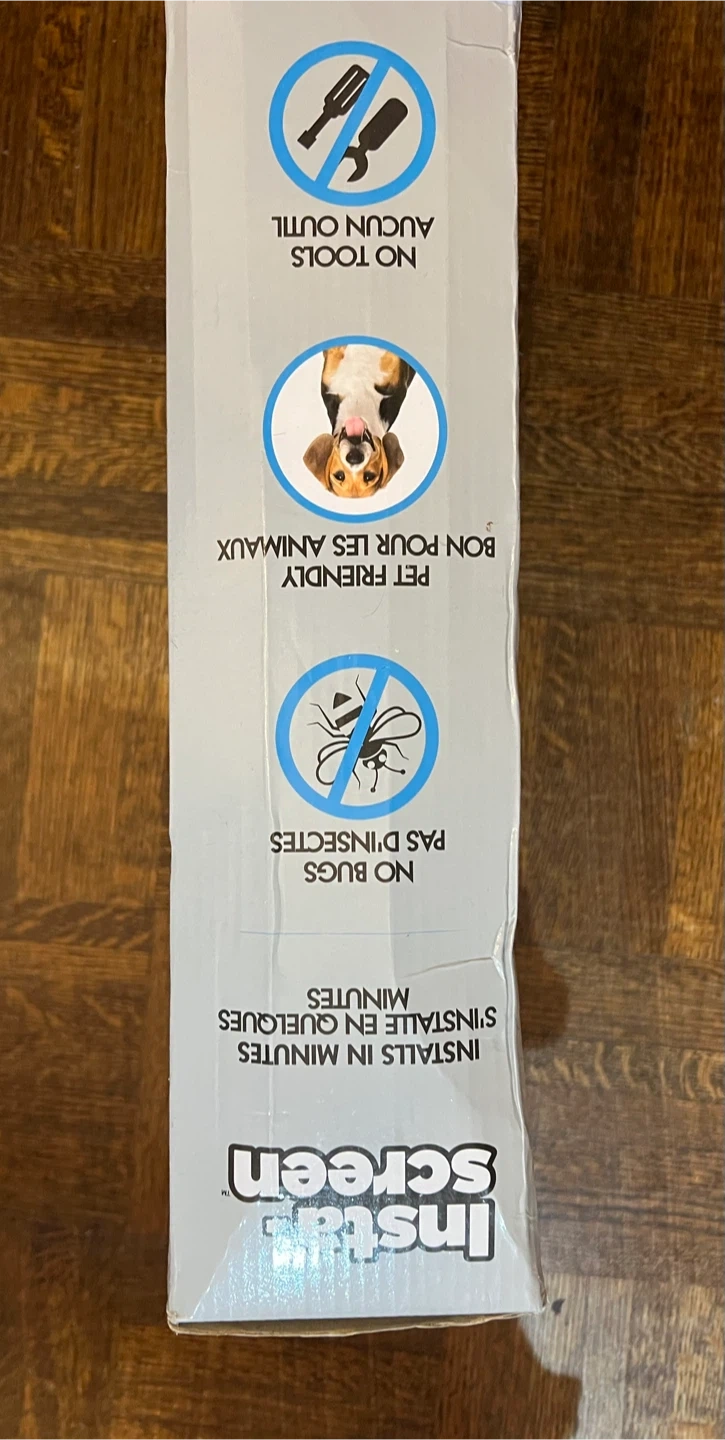 Insta
screen™
INSTALLS IN MINUTES
S'INSTALLE EN QUELQUES
MINUTES
NO BUGS
PAS D'INSECTES
PET FRIENDLY
BON POUR LES ANIMAUX
NO TOOLS
AUCUN OUTIL